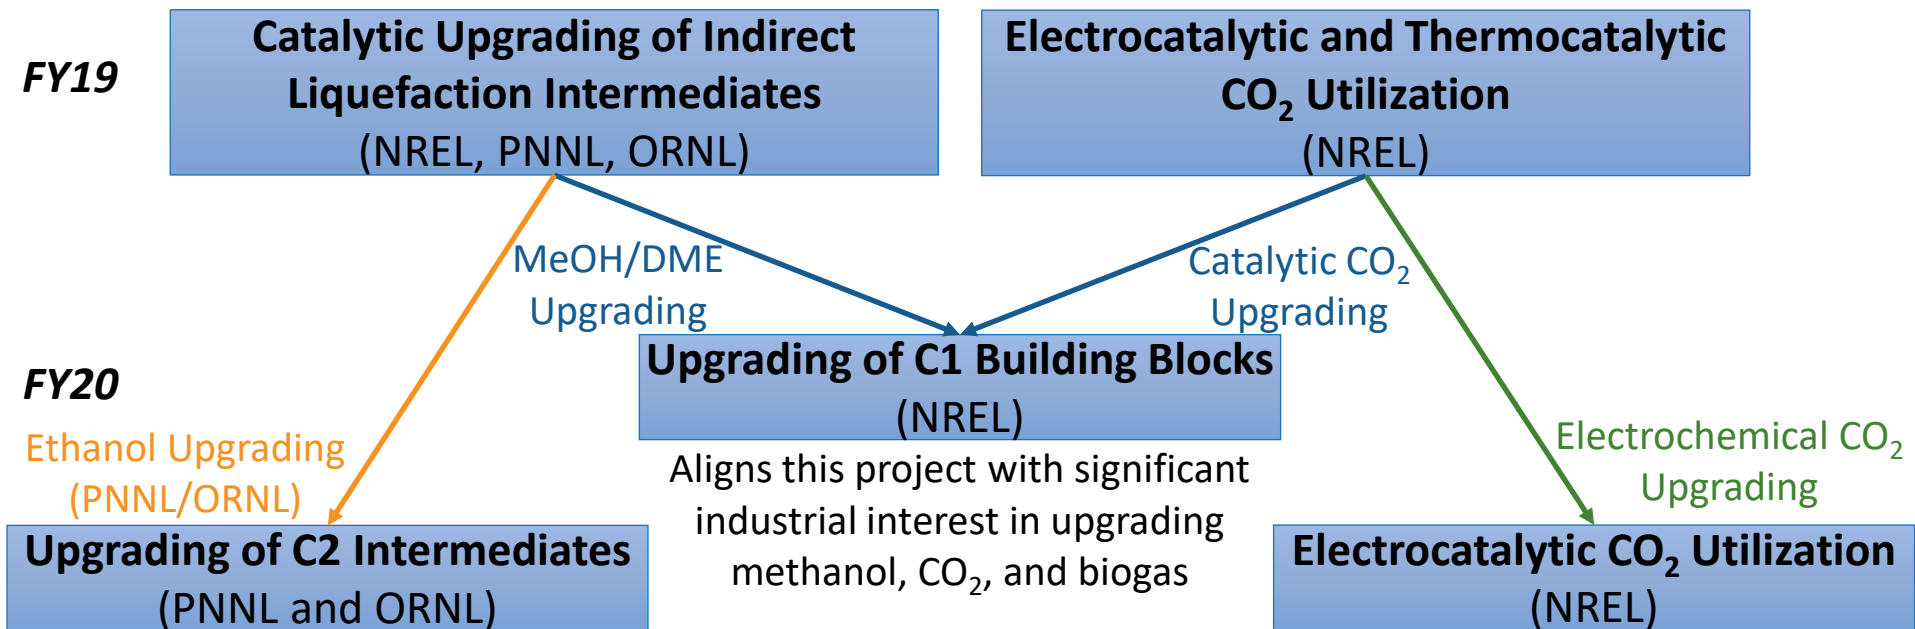 FY19
Catalytic Upgrading of Indirect
Liquefaction Intermediates
(NREL, PNNL, ORNL)
Electrocatalytic and Thermocatalytic
CO₂ Utilization
(NREL)
MeOH/DME
Upgrading
Catalytic CO₂
Upgrading
FY20
Upgrading of C1 Building Blocks
(NREL)
Aligns this project with significant
industrial interest in upgrading
methanol, CO₂, and biogas
Ethanol Upgrading
(PNNL/ORNL)
Upgrading of C2 Intermediates
(PNNL and ORNL)
Electrochemical CO₂
Upgrading
Electrocatalytic CO₂ Utilization
(NREL)